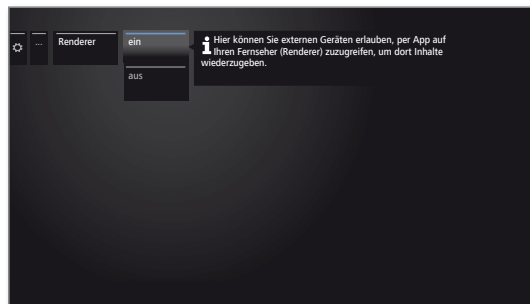 ... Renderer ein
Hier können Sie externen Geräten erlauben, per App auf
Ihren Fernseher (Renderer) zuzugreifen, um dort Inhalte
wiederzugeben.
aus